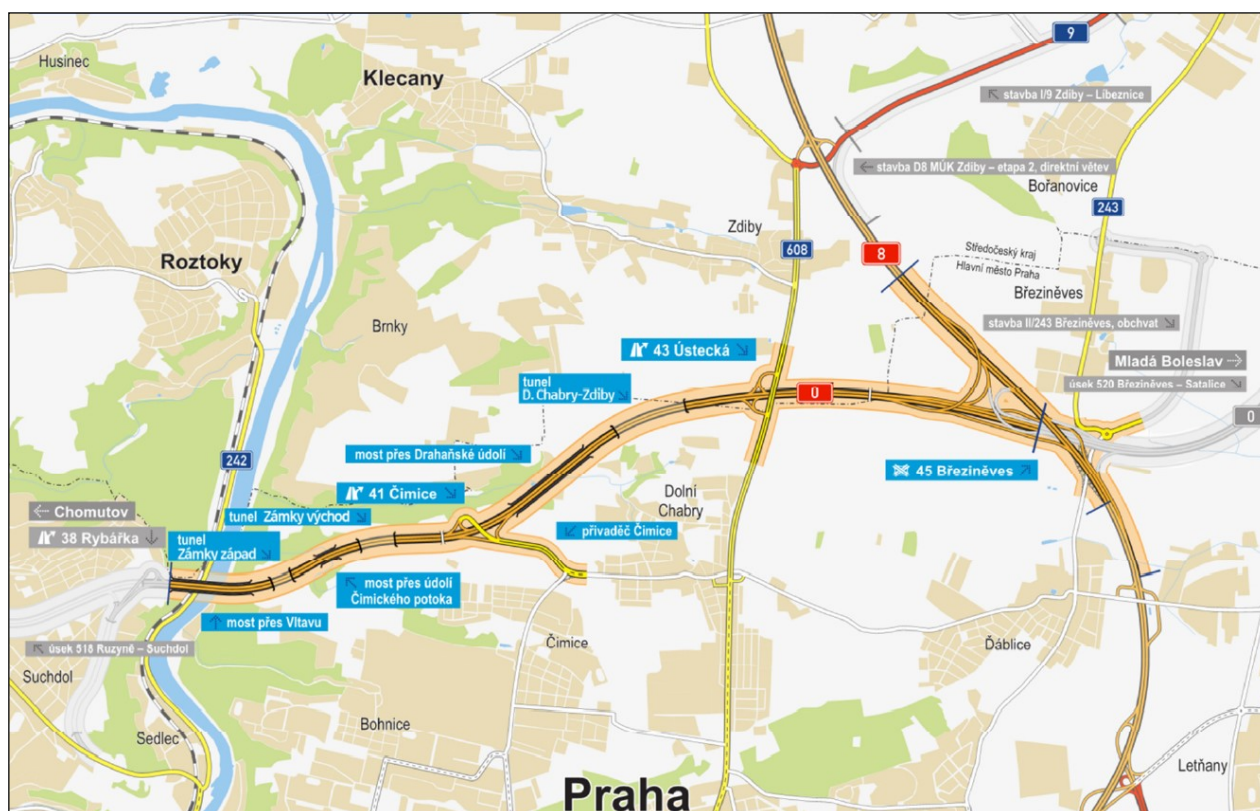 Husinec
Klecany
9
stavba I/9 Zdiby – Líbeznice
stavba D8 MÚK Zdiby – etapa 2, direktní větev
Bořanovice
243
Zdiby
608
8
Středočeský kraj
Hlavní město Praha
Roztoky
Březiněves
Brnky
stavba II/243 Březiněves, obchvat
43 Ústecká
Mladá Boleslav
úsek 520 Březiněves – Satalice
tunel
D. Chabry-Zdiby
0
0
242
most přes Drahaňské údolí
45 Březiněves
41 Čimice
Dolní
Chabry
Chomutov
tunel Zámky východ
38 Rybářka
tunel
Zámky západ
přivaděč Čimice
most přes údolí
Čimického potoka
most přes Vltavu
úsek 518 Ruzyně – Suchdol
Čimice
Ďáblice
Suchdol
Bohnice
Sedlec
Letňany
Praha